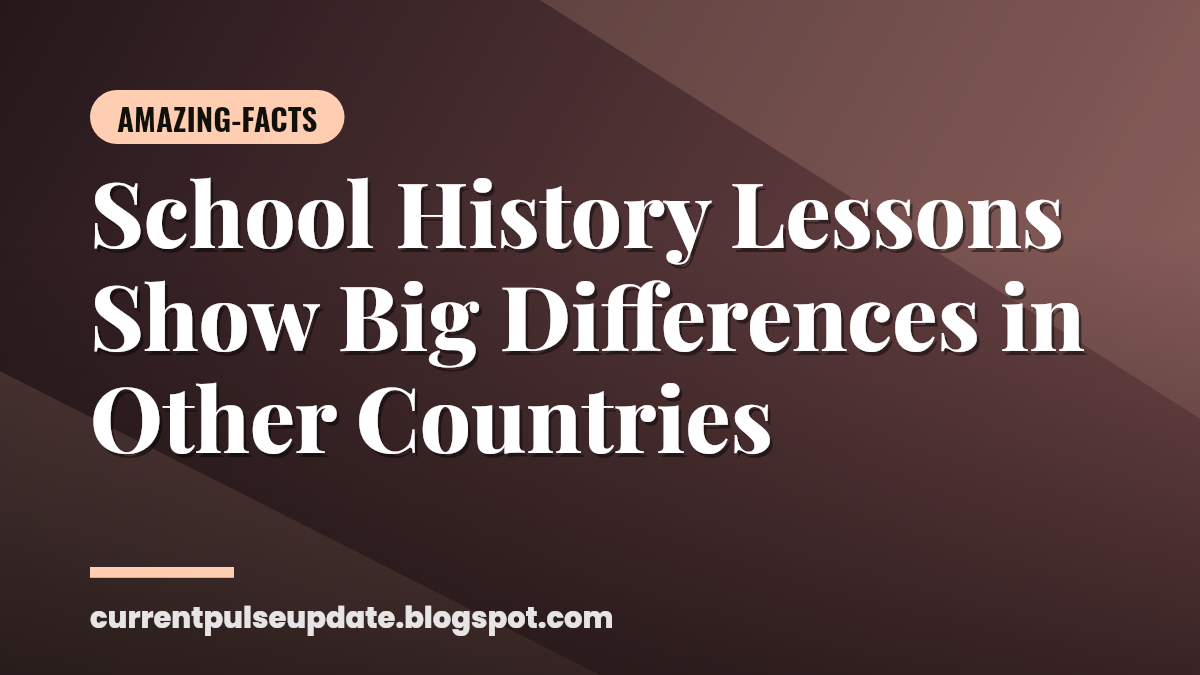 AMAZING-FACTS
School History Lessons
Show Big Differences in
Other Countries
currentpulseupdate.blogspot.com